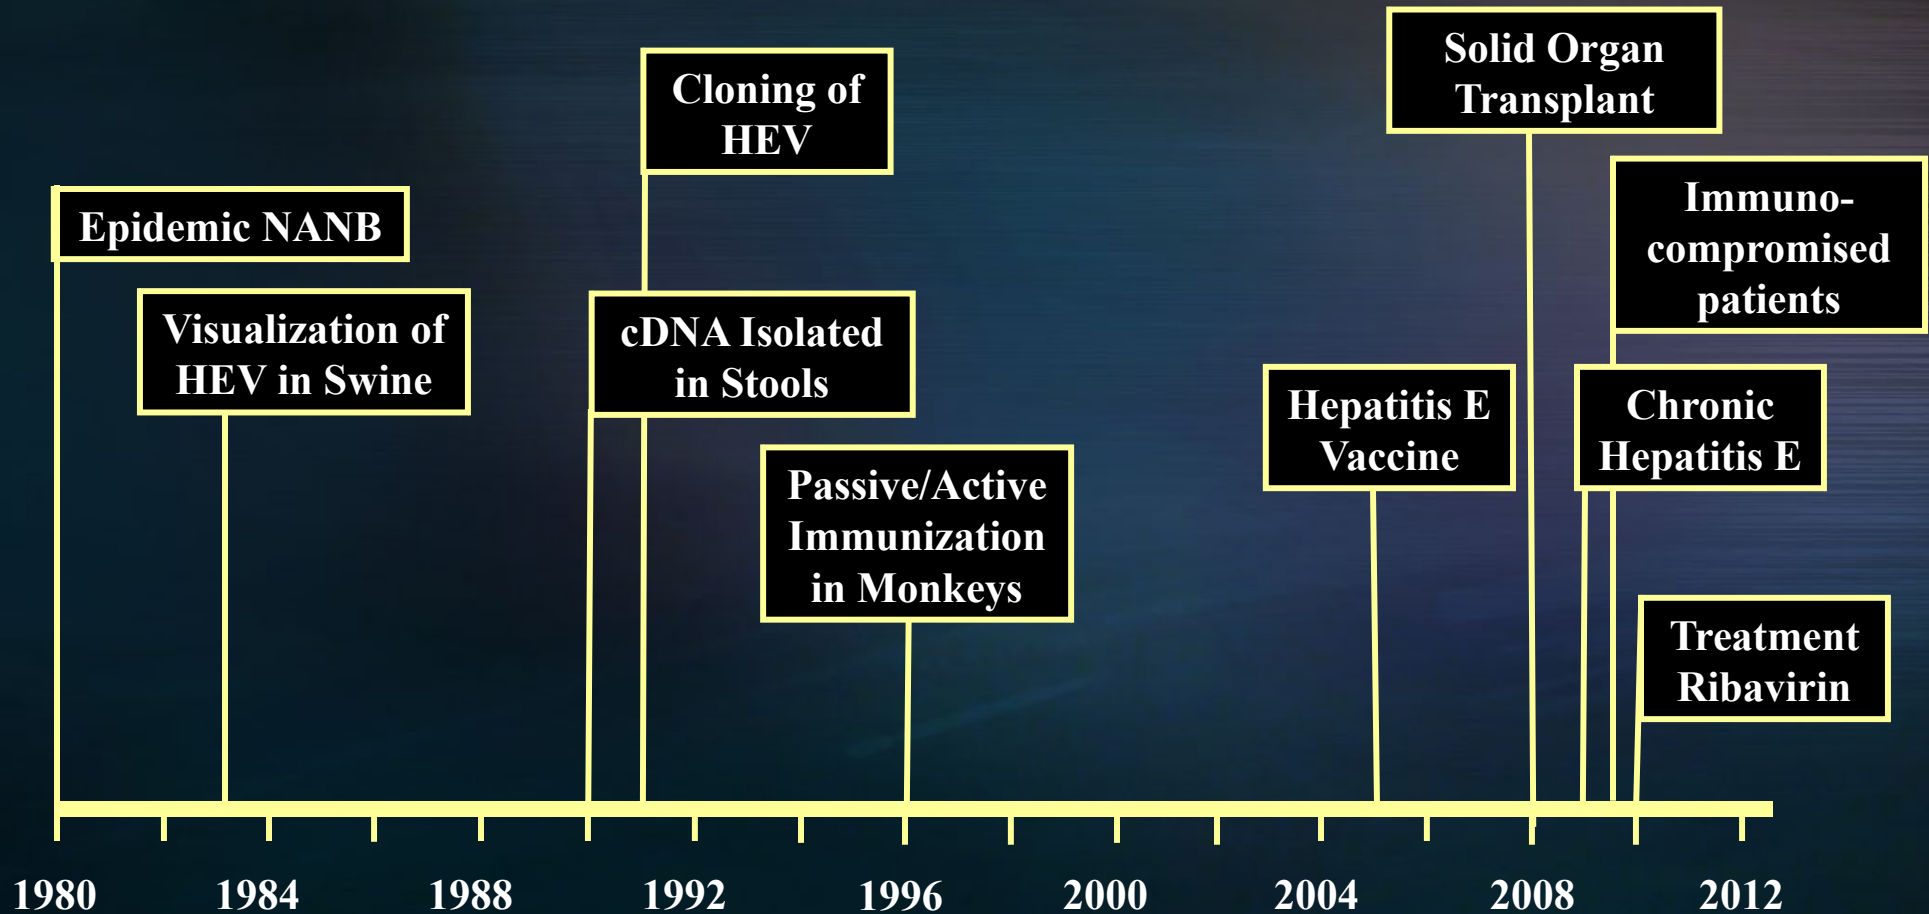 Solid Organ
Transplant
Cloning of
HEV
Immuno-
compromised
patients
Epidemic NANB
Visualization of
HEV in Swine
cDNA Isolated
in Stools
Hepatitis E
Vaccine
Chronic
Hepatitis E
Passive/Active
Immunization
in Monkeys
Treatment
Ribavirin
1980 1984 1988 1992 1996 2000 2004 2008 2012